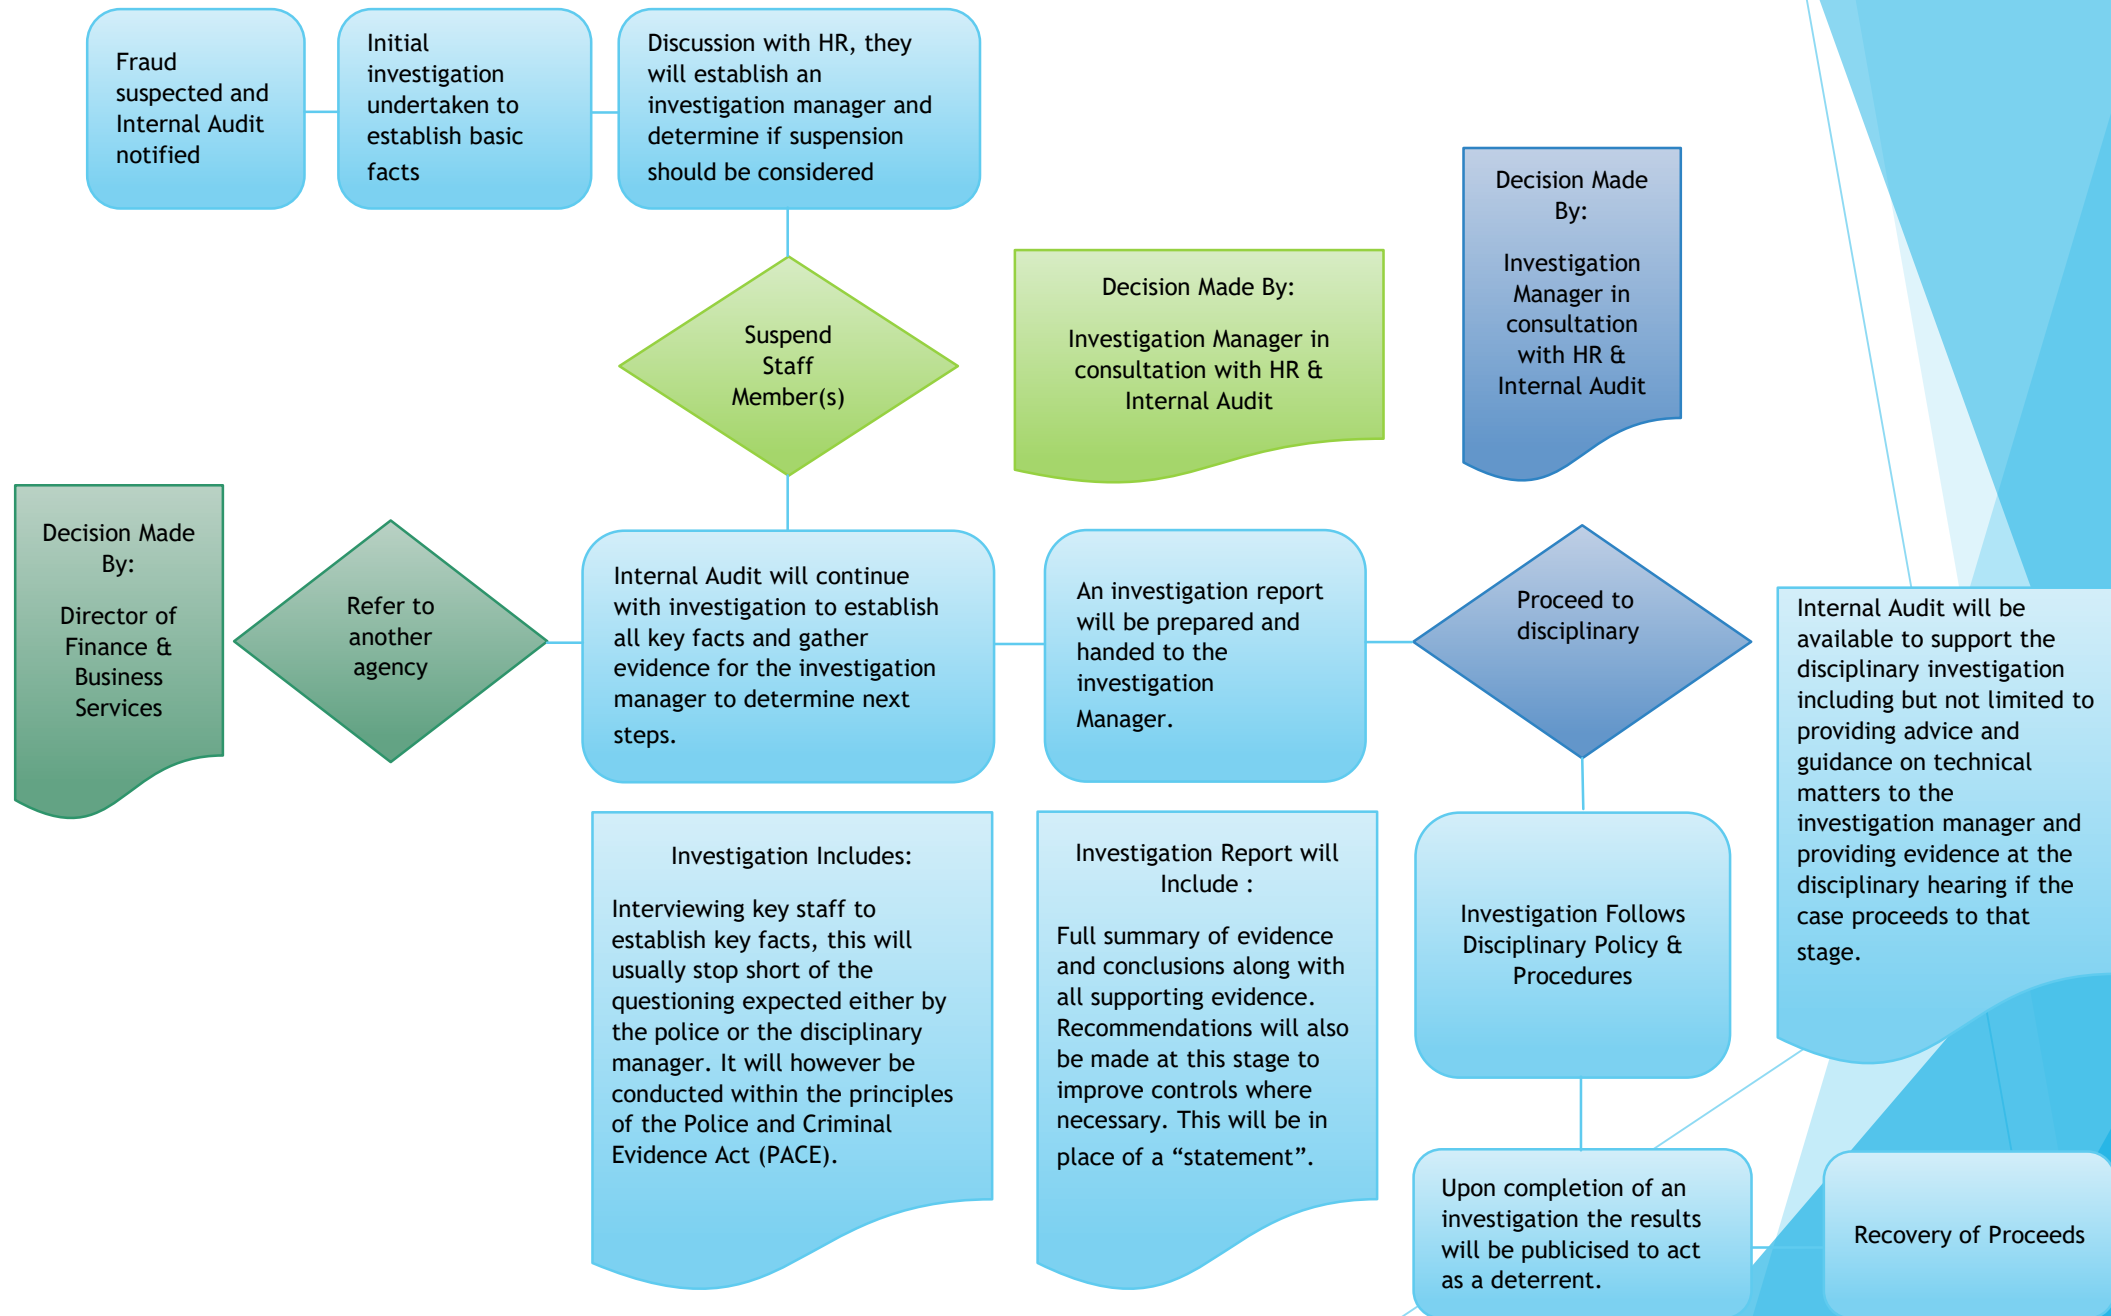 Fraud
suspected and
Internal Audit
notified
Initial
investigation
undertaken to
establish basic
facts
Discussion with HR, they
will establish an
investigation manager and
determine if suspension
should be considered
Decision Made
By:
Investigation
Manager in
consultation
with HR &
Internal Audit
Suspend
Staff
Member(s)
Decision Made By:
Investigation Manager in
consultation with HR &
Internal Audit
Decision Made
By:
Director of
Finance &
Business
Services
Refer to
another
agency
Internal Audit will continue
with investigation to establish
all key facts and gather
evidence for the investigation
manager to determine next
steps.
An investigation report
will be prepared and
handed to the
investigation
Manager.
Proceed to
disciplinary
Internal Audit will be
available to support the
disciplinary investigation
including but not limited to
providing advice and
guidance on technical
matters to the
investigation manager and
providing evidence at the
disciplinary hearing if the
case proceeds to that
stage.
Investigation Includes:
Interviewing key staff to
establish key facts, this will
usually stop short of the
questioning expected either by
the police or the disciplinary
manager. It will however be
conducted within the principles
of the Police and Criminal
Evidence Act (PACE).
Investigation Report will
Include :
Full summary of evidence
and conclusions along with
all supporting evidence.
Recommendations will also
be made at this stage to
improve controls where
necessary. This will be in
place of a “statement”.
Investigation Follows
Disciplinary Policy &
Procedures
Upon completion of an
investigation the results
will be publicised to act
as a deterrent.
Recovery of Proceeds